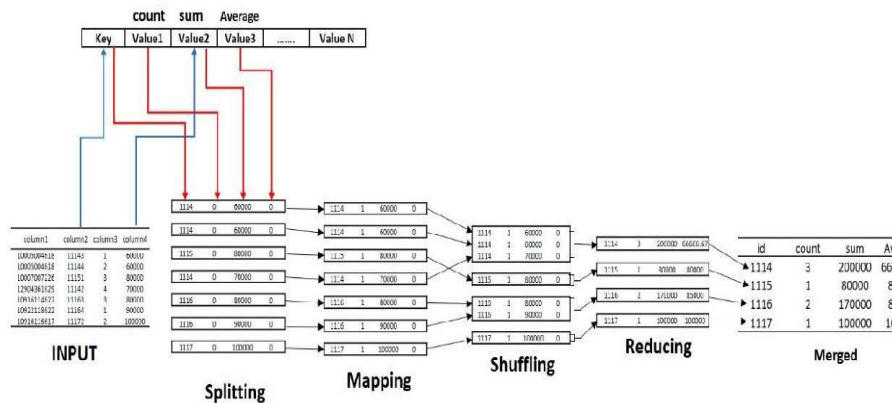 count sum Average
Key Value1 Value2 Value3 ....... Value N
column1 column2 column3 column4
10005004618 11143 1 60000
10005004618 11144 2 60000
10007007226 11151 3 80000
12904361825 11142 4 70000
11163 3 80000
11164 1 90000
11172 2 100000
INPUT
1114 0 60000 0
1114 0 60000 0
1115 0 80000 0
1114 0 70000 0
1116 0 80000 0
1116 0 90000 0
1117 0 100000 0
Splitting
1114 1 60000 0
1114 1 60000 0
1115 1 80000 0
1114 1 70000 0
1116 1 80000 0
1116 1 90000 0
1117 1 100000 0
Mapping
1114 1 60000 0
1114 1 0
1114 1 70000 0
1115 1 80000 0
1 80000 0
1 90000 0
1117 1 100000 0
Shuffling
1114 3 200000 66666.67
1115 1 80000
1116 2 170000 85000
1117 1 100000 100000
Reducing
id count sum
1114 3 200000
1115 1 80000
1116 2 170000
1117 1 100000
Merged